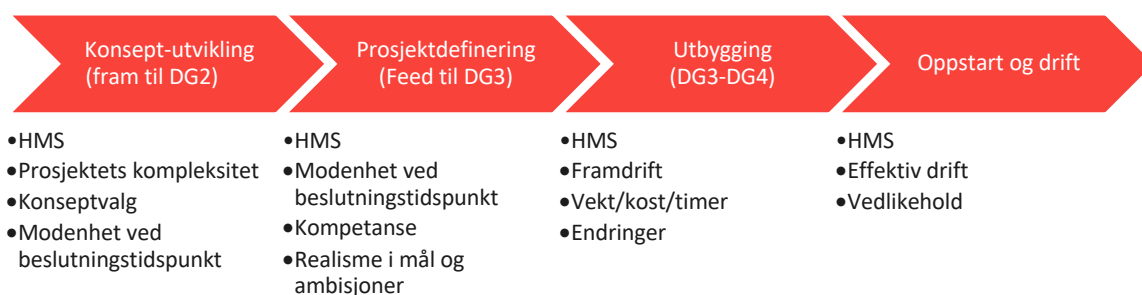 Konsept-utvikling
(fram til DG2)
Prosjektdefinering
(Feed til DG3)
Utbygging
(DG3-DG4)
Oppstart og drift
•HMS
•Prosjektets kompleksitet
•Konseptvalg
•Modenhet ved
beslutningstidspunkt
•HMS
•Modenhet ved
beslutningstidspunkt
•Kompetanse
•Realisme i mål og
ambisjoner
•HMS
•Framdrift
•Vekt/kost/timer
•Endringer
•HMS
•Effektiv drift
•Vedlikehold